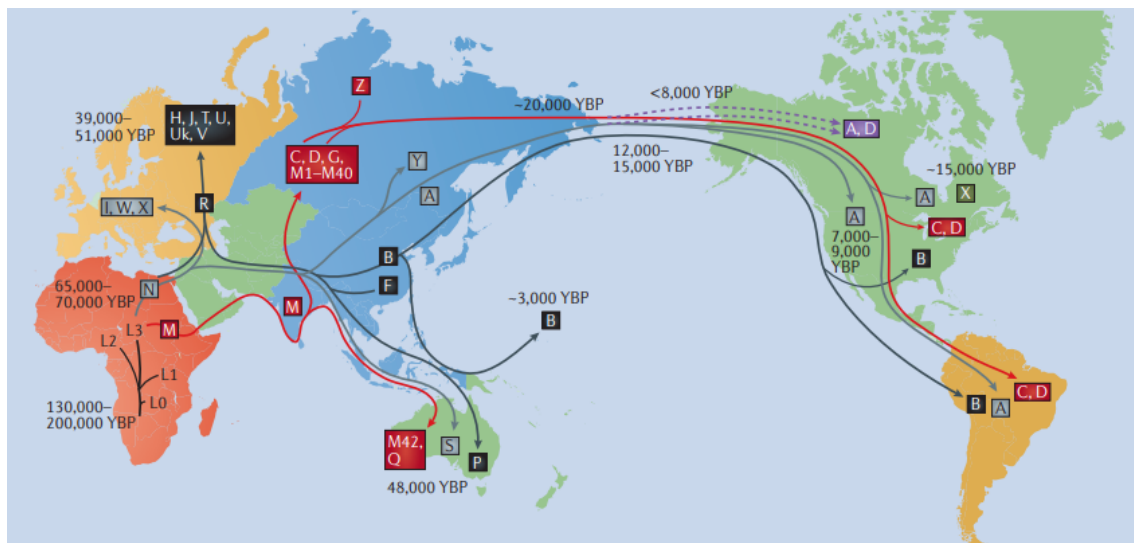 Z
39,000–
51,000 YBP
H, J, T, U,
Uk, V
~20,000 YBP
<8,000 YBP
A, D
C, D, G,
M1–M40
Y
A
12,000–
15,000 YBP
~15,000 YBP
I, W, X
R
A
X
A
C, D
7,000–
9,000
YBP
B
B
65,000–
70,000 YBP
N
F
M
~3,000 YBP
B
M
L3
L2
L1
L0
130,000–
200,000 YBP
C, D
B
A
M42,
Q
S
P
48,000 YBP